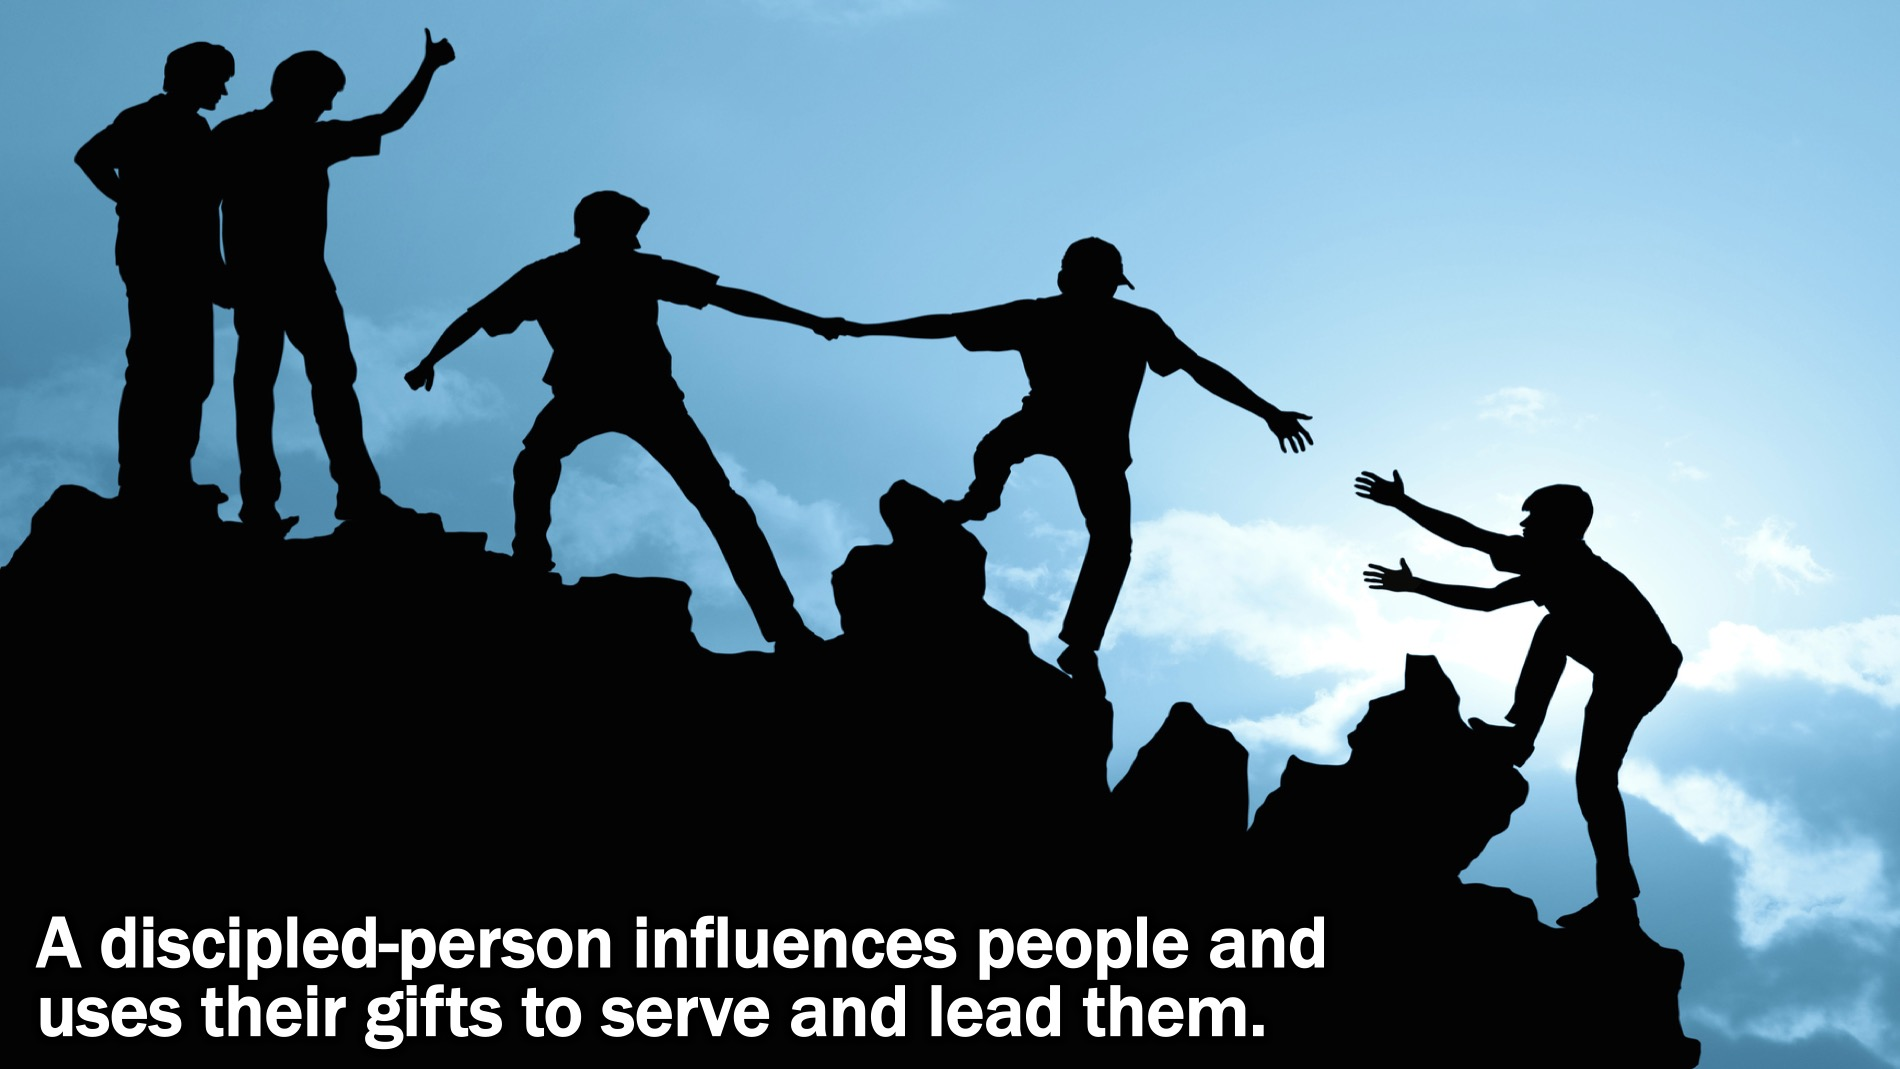 A discipled-person influences people and
uses their gifts to serve and lead them.